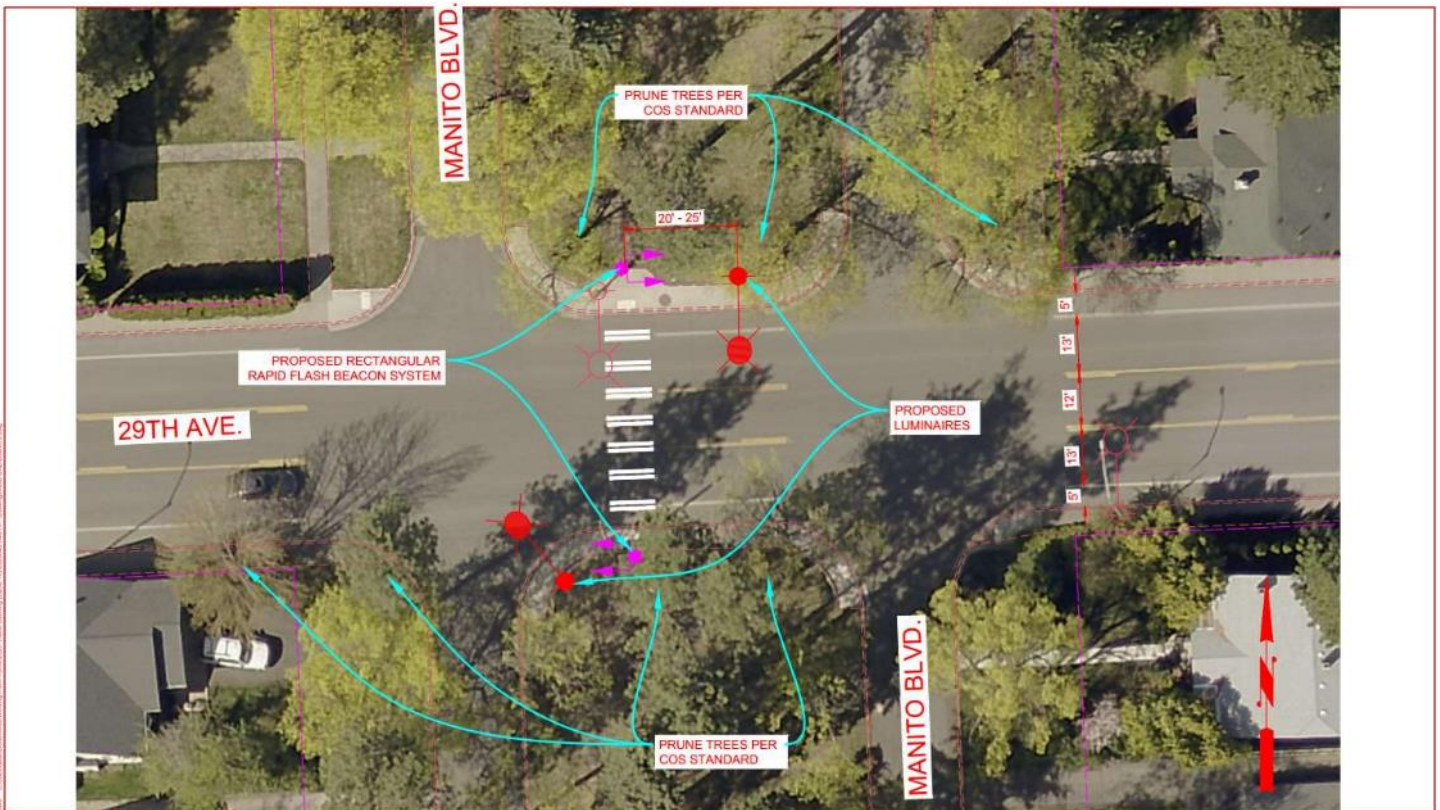 MANITO BLVD.
PRUNE TREES PER
COS STANDARD
20' - 25'
5'
13'
PROPOSED RECTANGULAR
RAPID FLASH BEACON SYSTEM
12'
PROPOSED
LUMINAIRES
29TH AVE.
13'
5'
MANITO BLVD.
N
PRUNE TREES PER
COS STANDARD